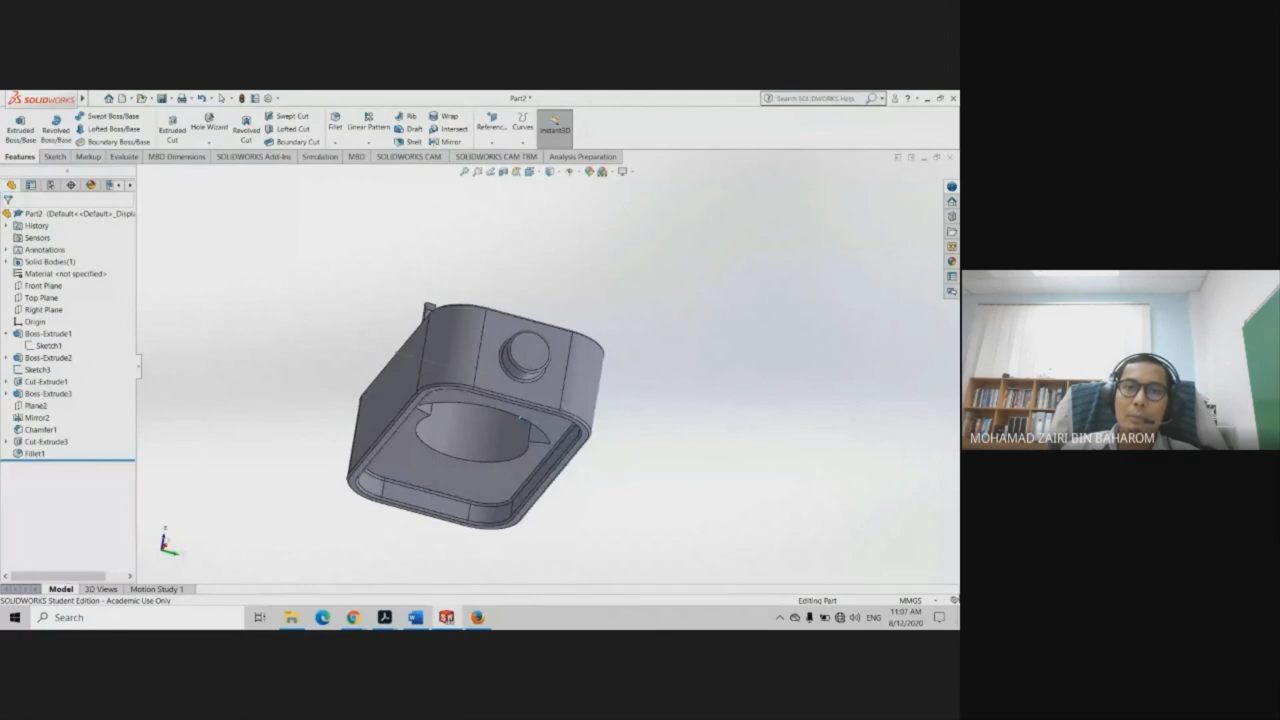 SOLIDWORKS
Part2 *
Search SOLIDWORKS Help
Extruded Boss/Base
Revolved Boss/Base
Swept Boss/Base
Lofted Boss/Base
Boundary Boss/Base
Extruded Cut
Hole Wizard
Revolved Cut
Swept Cut
Lofted Cut
Boundary Cut
Fillet
Linear Pattern
Rib
Draft
Shell
Wrap
Intersect
Mirror
Referenc...
Curves
Instant3D
Features Sketch Markup Evaluate MBD Dimensions SOLIDWORKS Add-Ins Simulation MBD SOLIDWORKS CAM SOLIDWORKS CAM TBM Analysis Preparation
Part2 (Default<<Default>_Displa
History
Sensors
Annotations
Solid Bodies(1)
Material <not specified>
Front Plane
Top Plane
Right Plane
Origin
Boss-Extrude1
Sketch1
Boss-Extrude2
Sketch3
Cut-Extrude1
Boss-Extrude3
Plane2
Mirror2
Chamfer1
Cut-Extrude3
Fillet1
MOHAMAD ZAIRI BIN BAHAROM
Model 3D Views Motion Study 1
SOLIDWORKS Student Edition - Academic Use Only
Editing Part
MMGS
Search
ENG
11:07 AM
8/12/2020